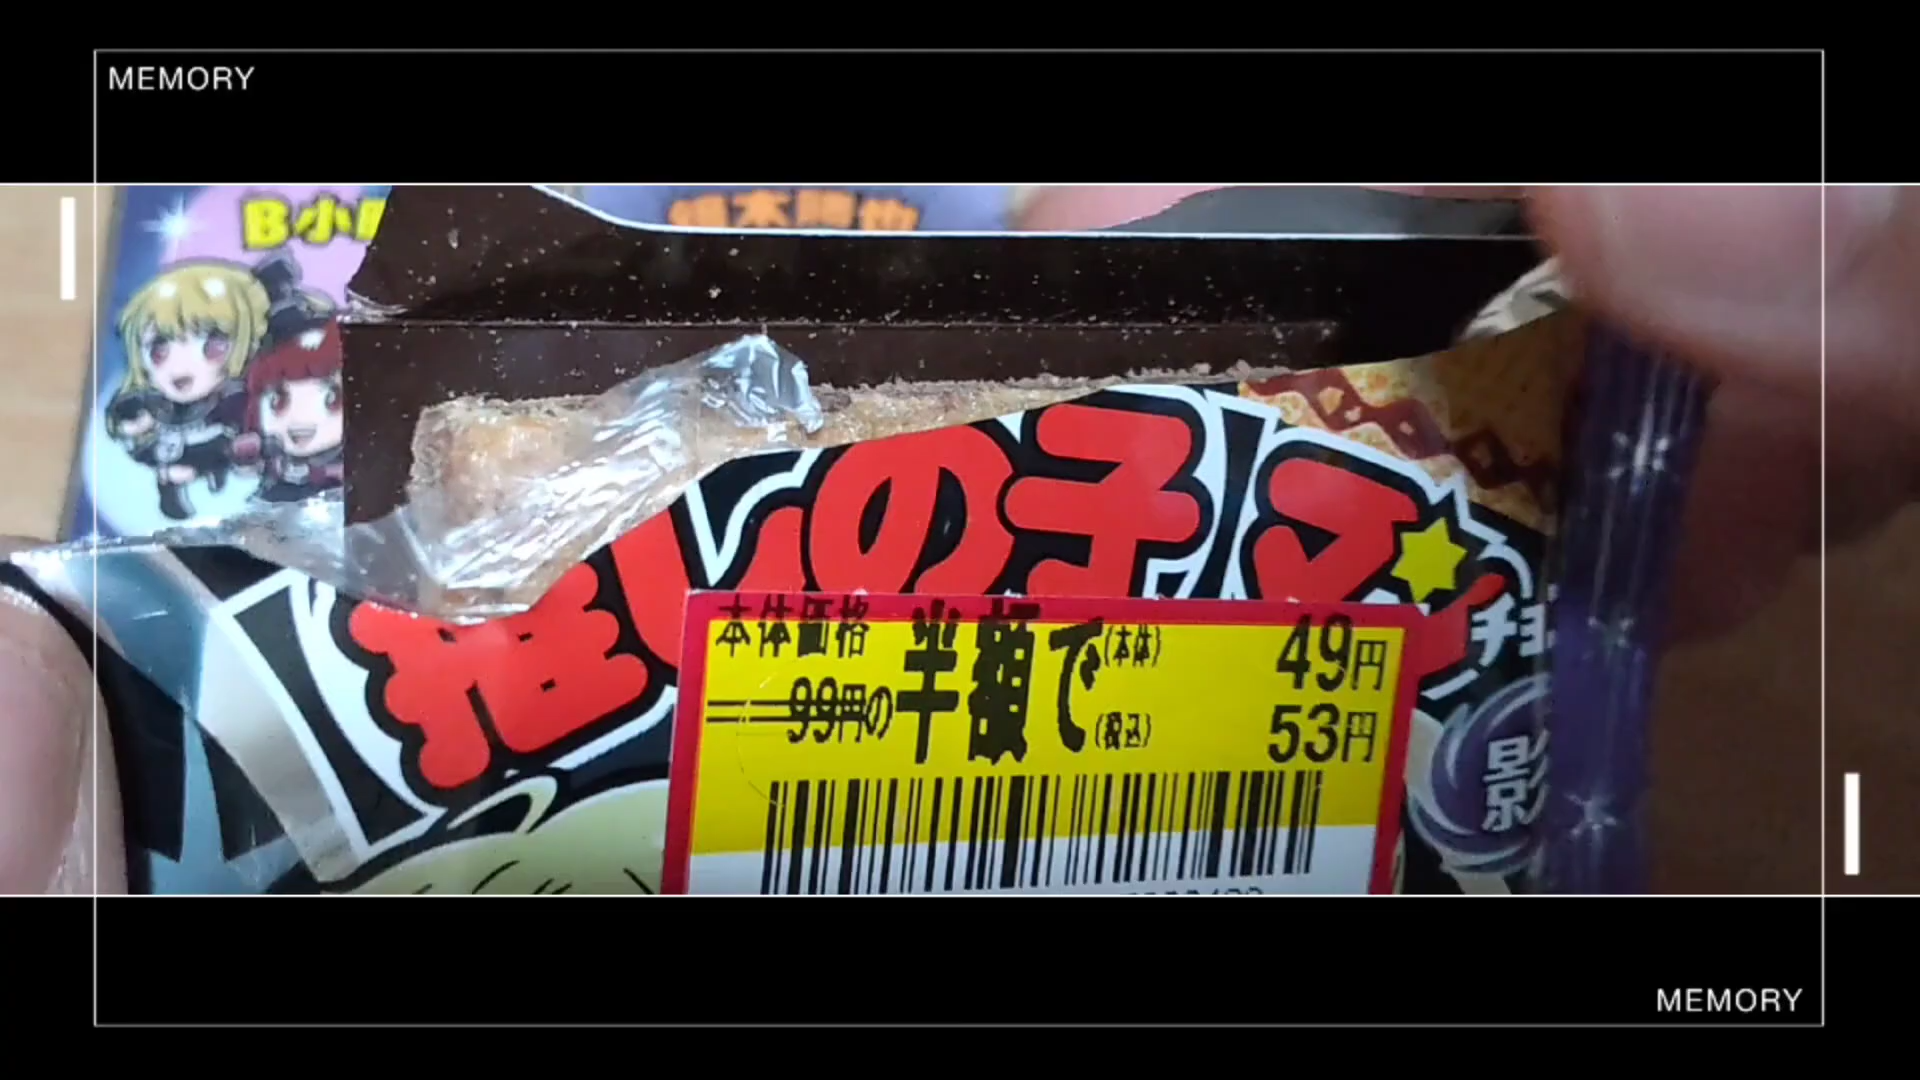 MEMORY
B小
推しの子
マ
チョ
影
本体価格
99円の半額で(本体) 49円
(税込) 53円
MEMORY